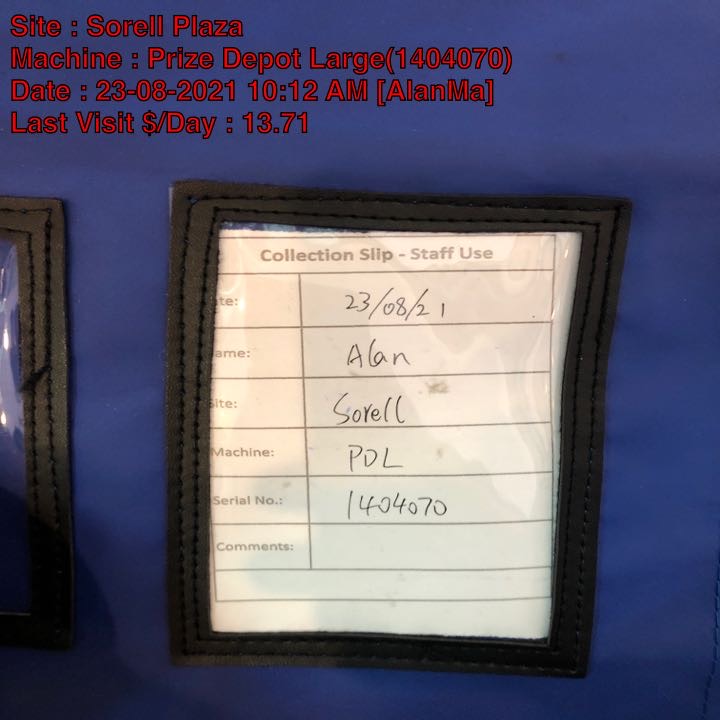 Site : Sorell Plaza
Machine : Prize Depot Large(1404070)
Date : 23-08-2021 10:12 AM [AlanMa]
Last Visit $/Day : 13.71
Collection Slip - Staff Use
te: 23/08/21
ame: Alan
ite: Sorell
Machine: PDL
Serial No.: 1404070
Comments: